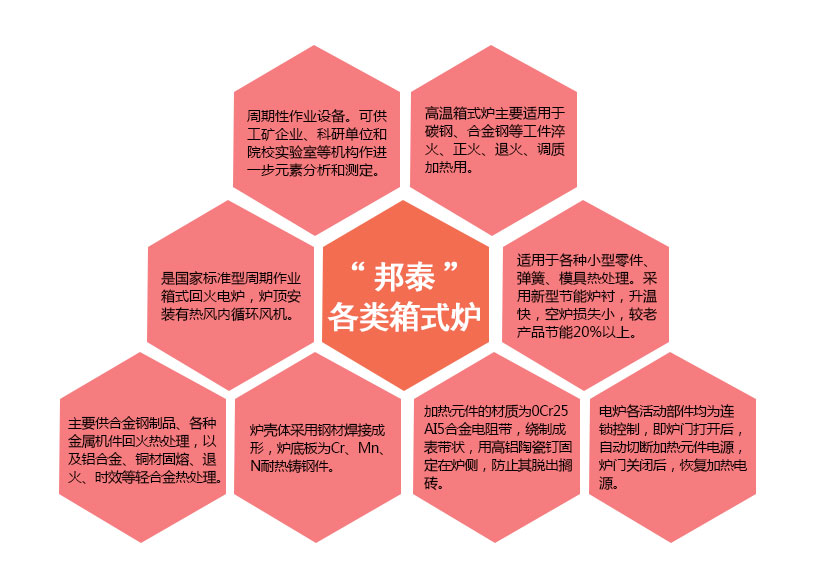 周期性作业设备。可供
工矿企业、科研单位和
院校实验室等机构作进
一步元素分析和测定。
高温箱式炉主要适用于
碳钢、合金钢等工件淬
火、正火、退火、调质
加热用。
是国家标准型周期作业
箱式回火电炉，炉顶安
装有热风内循环风机。
“邦泰”
各类箱式炉
适用于各种小型零件、
弹簧、模具热处理。采
用新型节能炉衬，升温
快，空炉损失小，较老
产品节能20%以上。
主要供合金钢制品、各种
金属机件回火热处理，以
及铝合金、铜材固熔、退
火、时效等轻合金热处理。
炉壳体采用钢材焊接成
形，炉底板为Cr、Mn、
N耐热铸钢件。
加热元件的材质为0Cr25
AI5合金电阻带，绕制成
表带状，用高铝陶瓷钉固
定在炉侧，防止其脱出搁
砖。
电炉各活动部件均为连
锁控制，即炉门打开后，
自动切断加热元件电源，
炉门关闭后，恢复加热电
源。